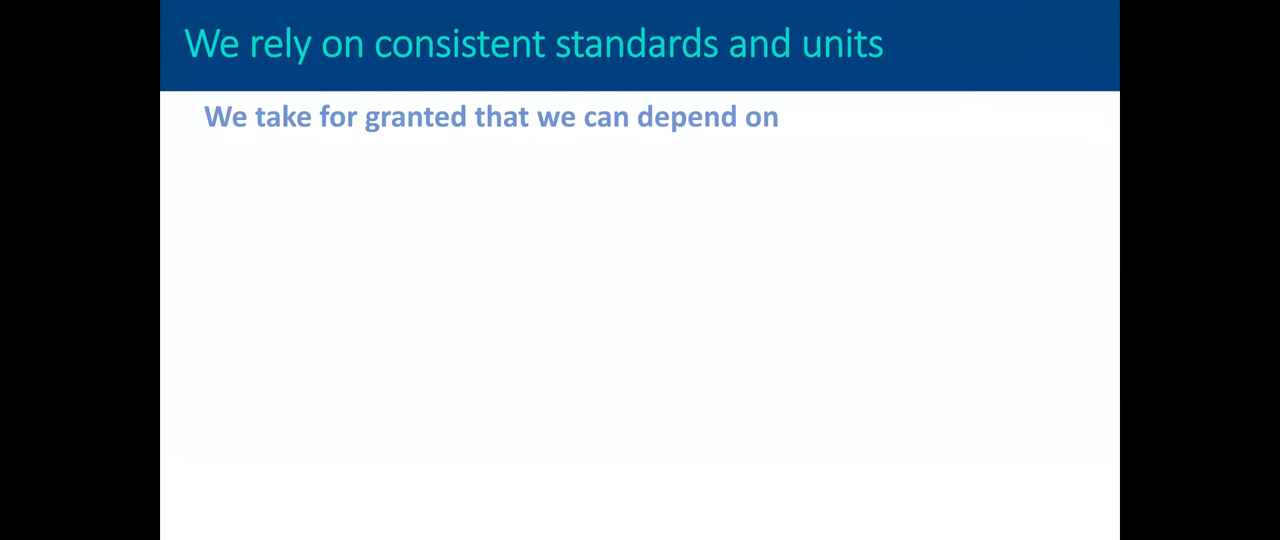 We rely on consistent standards and units
We take for granted that we can depend on